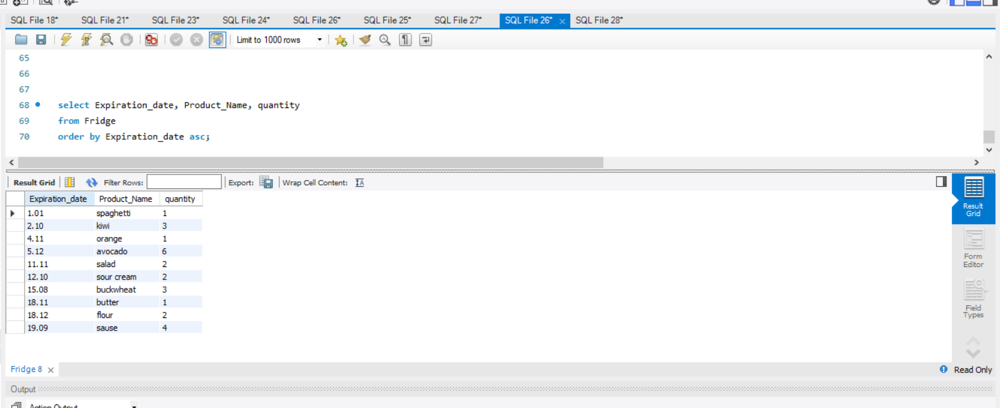 SQL File 18* SQL File 21* SQL File 23* SQL File 24* SQL File 26* SQL File 25* SQL File 27* SQL File 26* × SQL File 28*
Limit to 1000 rows
65
66
67
68 select Expiration_date, Product_Name, quantity
69 from Fridge
70 order by Expiration_date asc;
Result Grid Filter Rows: Export: Wrap Cell Content: IA
Expiration_date Product_Name quantity
1.01 spaghetti 1
2.10 kiwi 3
4.11 orange 1
5.12 avocado 6
11.11 salad 2
12.10 sour cream 2
15.08 buckwheat 3
18.11 butter 1
18.12 flour 2
19.09 sause 4
Result
Grid
Form
Editor
Field
Types
Fridge 8 × Read Only
Output
Action Output